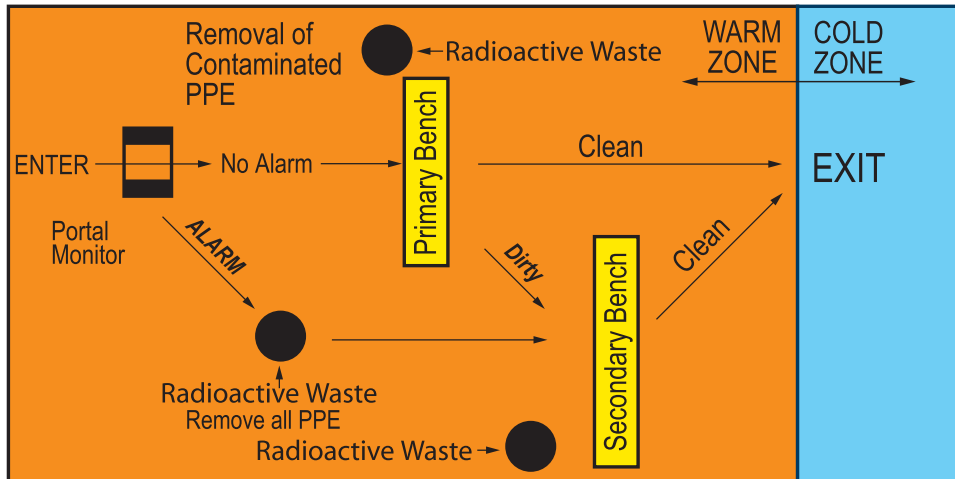 Removal of
Contaminated
PPE
Radioactive Waste
WARM
ZONE
COLD
ZONE
ENTER
No Alarm
Primary Bench
Clean
EXIT
Portal
Monitor
ALARM
Dirty
Clean
Secondary Bench
Radioactive Waste
Remove all PPE
Radioactive Waste